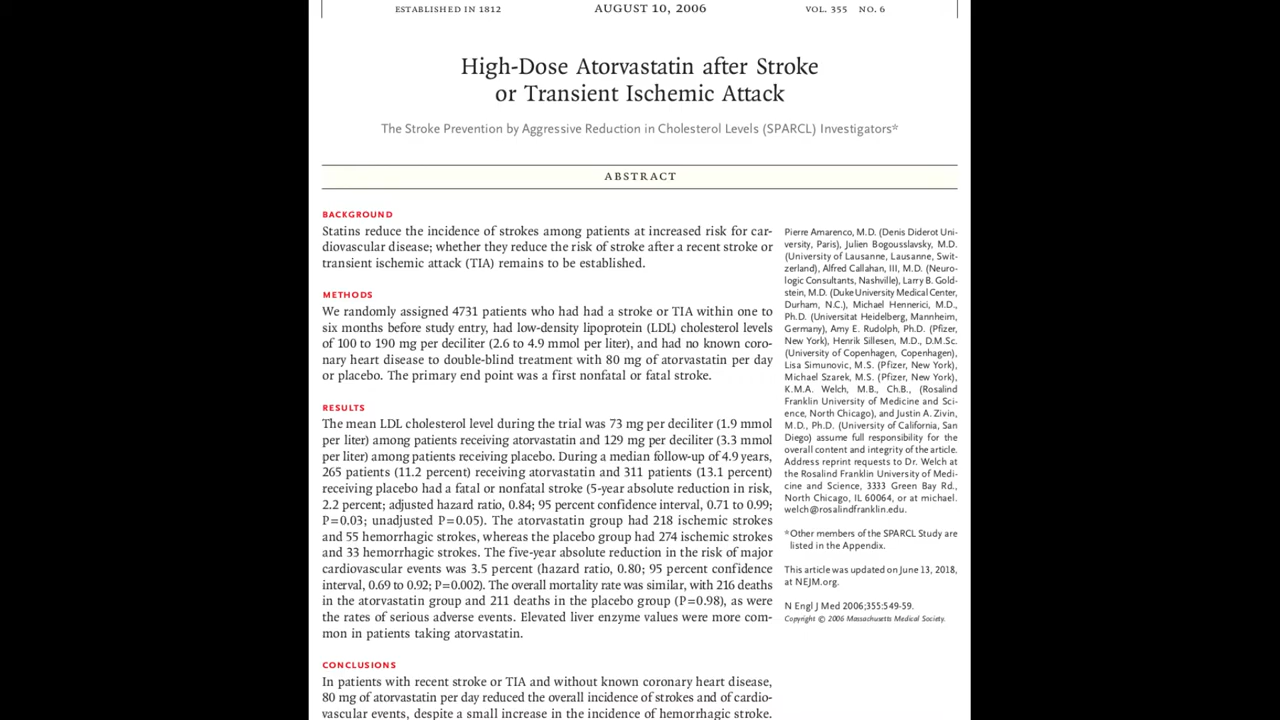 ESTABLISHED IN 1812 AUGUST 10, 2006 VOL. 355 NO. 6
High-Dose Atorvastatin after Stroke
or Transient Ischemic Attack
The Stroke Prevention by Aggressive Reduction in Cholesterol Levels (SPARCL) Investigators*
ABSTRACT
BACKGROUND
Statins reduce the incidence of strokes among patients at increased risk for car-
diovascular disease; whether they reduce the risk of stroke after a recent stroke or
transient ischemic attack (TIA) remains to be established.
METHODS
We randomly assigned 4731 patients who had had a stroke or TIA within one to
six months before study entry, had low-density lipoprotein (LDL) cholesterol levels
of 100 to 190 mg per deciliter (2.6 to 4.9 mmol per liter), and had no known coro-
nary heart disease to double-blind treatment with 80 mg of atorvastatin per day
or placebo. The primary end point was a first nonfatal or fatal stroke.
RESULTS
The mean LDL cholesterol level during the trial was 73 mg per deciliter (1.9 mmol
per liter) among patients receiving atorvastatin and 129 mg per deciliter (3.3 mmol
per liter) among patients receiving placebo. During a median follow-up of 4.9 years,
265 patients (11.2 percent) receiving atorvastatin and 311 patients (13.1 percent)
receiving placebo had a fatal or nonfatal stroke (5-year absolute reduction in risk,
2.2 percent; adjusted hazard ratio, 0.84; 95 percent confidence interval, 0.71 to 0.99;
P=0.03; unadjusted P=0.05). The atorvastatin group had 218 ischemic strokes
and 55 hemorrhagic strokes, whereas the placebo group had 274 ischemic strokes
and 33 hemorrhagic strokes. The five-year absolute reduction in the risk of major
cardiovascular events was 3.5 percent (hazard ratio, 0.80; 95 percent confidence
interval, 0.69 to 0.92; P=0.002). The overall mortality rate was similar, with 216 deaths
in the atorvastatin group and 211 deaths in the placebo group (P=0.98), as were
the rates of serious adverse events. Elevated liver enzyme values were more com-
mon in patients taking atorvastatin.
CONCLUSIONS
In patients with recent stroke or TIA and without known coronary heart disease,
80 mg of atorvastatin per day reduced the overall incidence of strokes and of cardio-
vascular events, despite a small increase in the incidence of hemorrhagic stroke.
Pierre Amarenco, M.D. (Denis Diderot Uni-
versity, Paris), Julien Bogousslavsky, M.D.
(University of Lausanne, Lausanne, Swit-
zerland), Alfred Callahan, III, M.D. (Neuro-
logic Consultants, Nashville), Larry B. Gold-
stein, M.D. (Duke University Medical Center,
Durham, N.C.), Michael Hennerici, M.D.,
Ph.D. (Universitat Heidelberg, Mannheim,
Germany), Amy E. Rudolph, Ph.D. (Pfizer,
New York), Henrik Sillesen, M.D., D.M.Sc.
(University of Copenhagen, Copenhagen),
Lisa Simunovic, M.S. (Pfizer, New York),
Michael Szarek, M.S. (Pfizer, New York),
K.M.A. Welch, M.B., Ch.B., (Rosalind
Franklin University of Medicine and Sci-
ence, North Chicago), and Justin A. Zivin,
M.D., Ph.D. (University of California, San
Diego) assume full responsibility for the
overall content and integrity of the article.
Address reprint requests to Dr. Welch at
the Rosalind Franklin University of Medi-
cine and Science, 3333 Green Bay Rd.,
North Chicago, IL 60064, or at michael.
welch@rosalindfranklin.edu.
*Other members of the SPARCL Study are
listed in the Appendix.
This article was updated on June 13, 2018,
at NEJM.org.
N Engl J Med 2006;355:549-59.
Copyright © 2006 Massachusetts Medical Society.